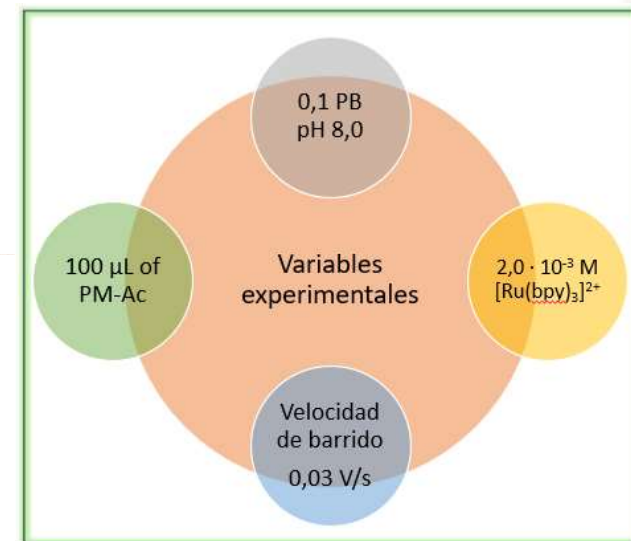 0,1 PB
pH 8,0
100 µL of
PM-Ac
Variables
experimentales
2,0 · 10⁻³ M
[Ru(bpy)₃]²⁺
Velocidad
de barrido
0,03 V/s